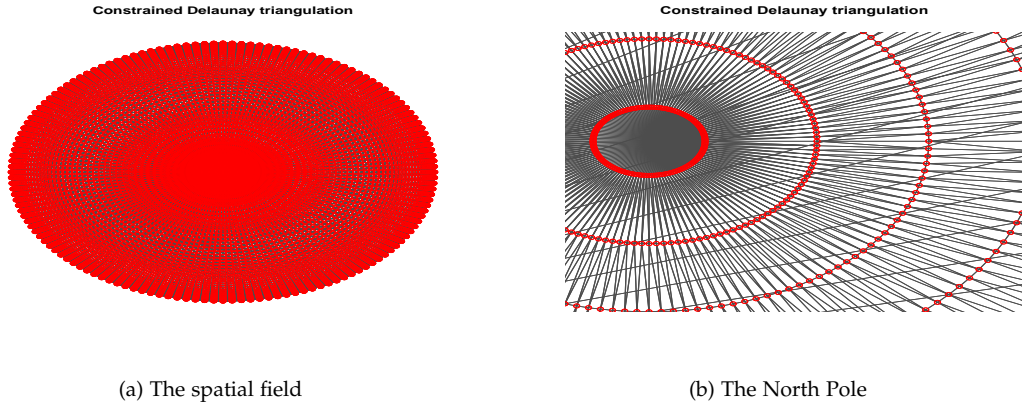 Constrained Delaunay triangulation
Constrained Delaunay triangulation
(a) The spatial field
(b) The North Pole